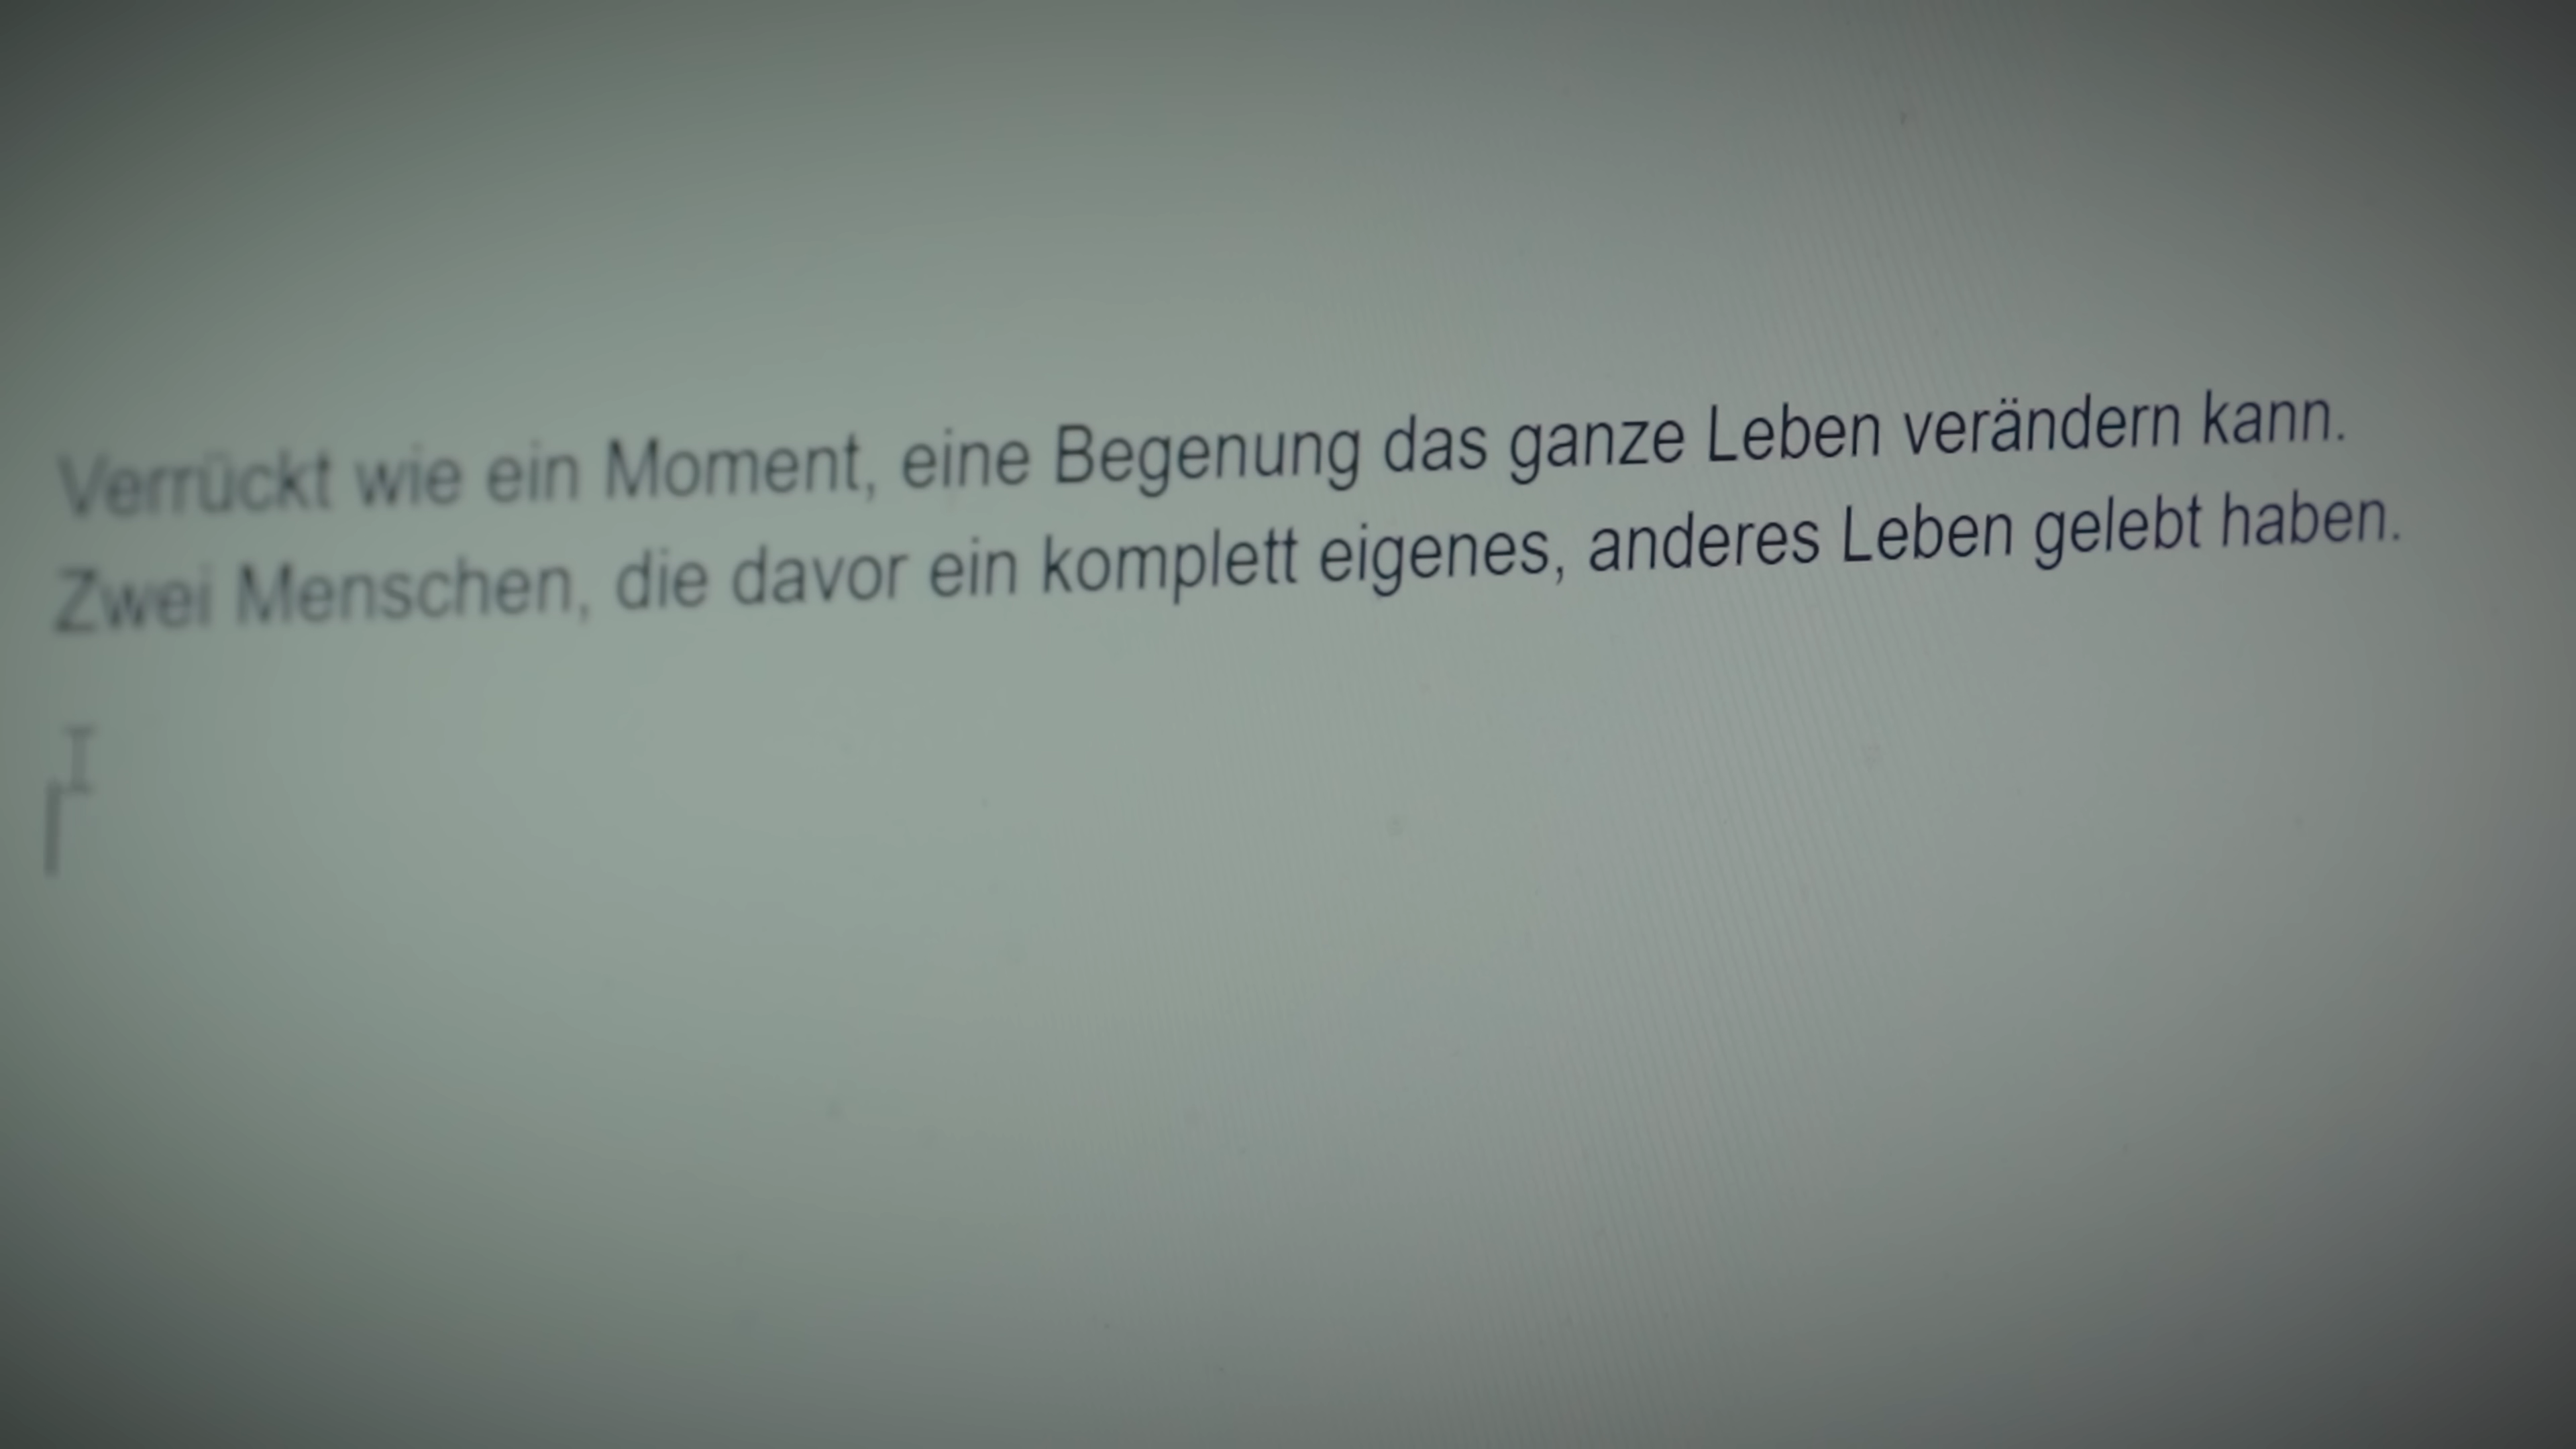 Verrückt wie ein Moment, eine Begenung das ganze Leben verändern kann.
Zwei Menschen, die davor ein komplett eigenes, anderes Leben gelebt haben.